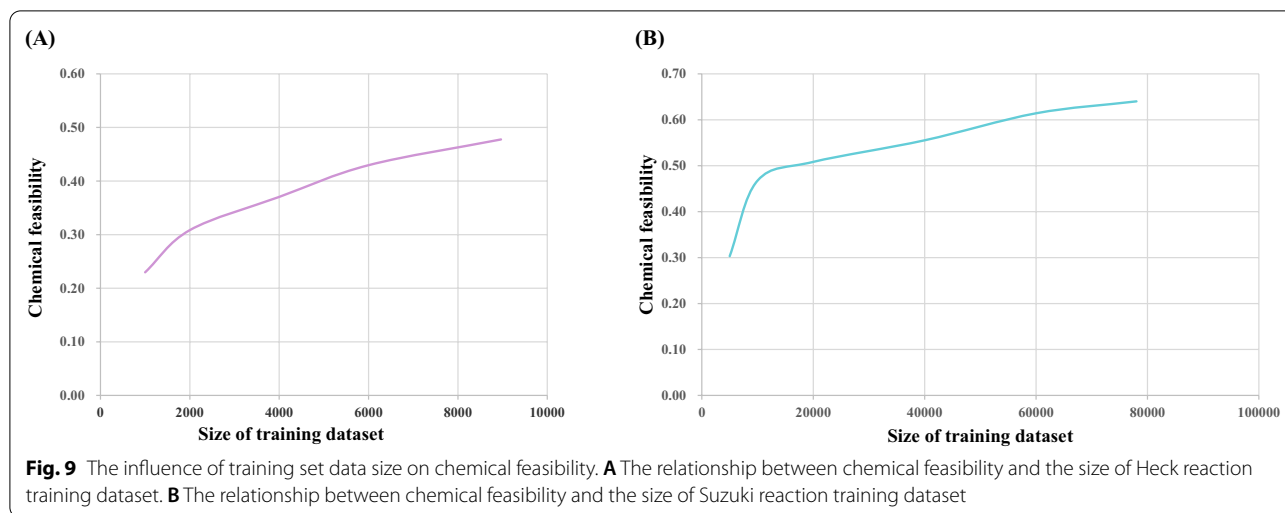 (A)
(B)
0.60
0.50
0.40
0.30
0.20
0.10
0.00
Chemical feasibility
0 2000 4000 6000 8000 10000
Size of training dataset
0.70
0.60
0.50
0.40
0.30
0.20
0.10
0.00
Chemical feasibility
0 20000 40000 60000 80000 100000
Size of training dataset
Fig. 9 The influence of training set data size on chemical feasibility. A The relationship between chemical feasibility and the size of Heck reaction
training dataset. B The relationship between chemical feasibility and the size of Suzuki reaction training dataset